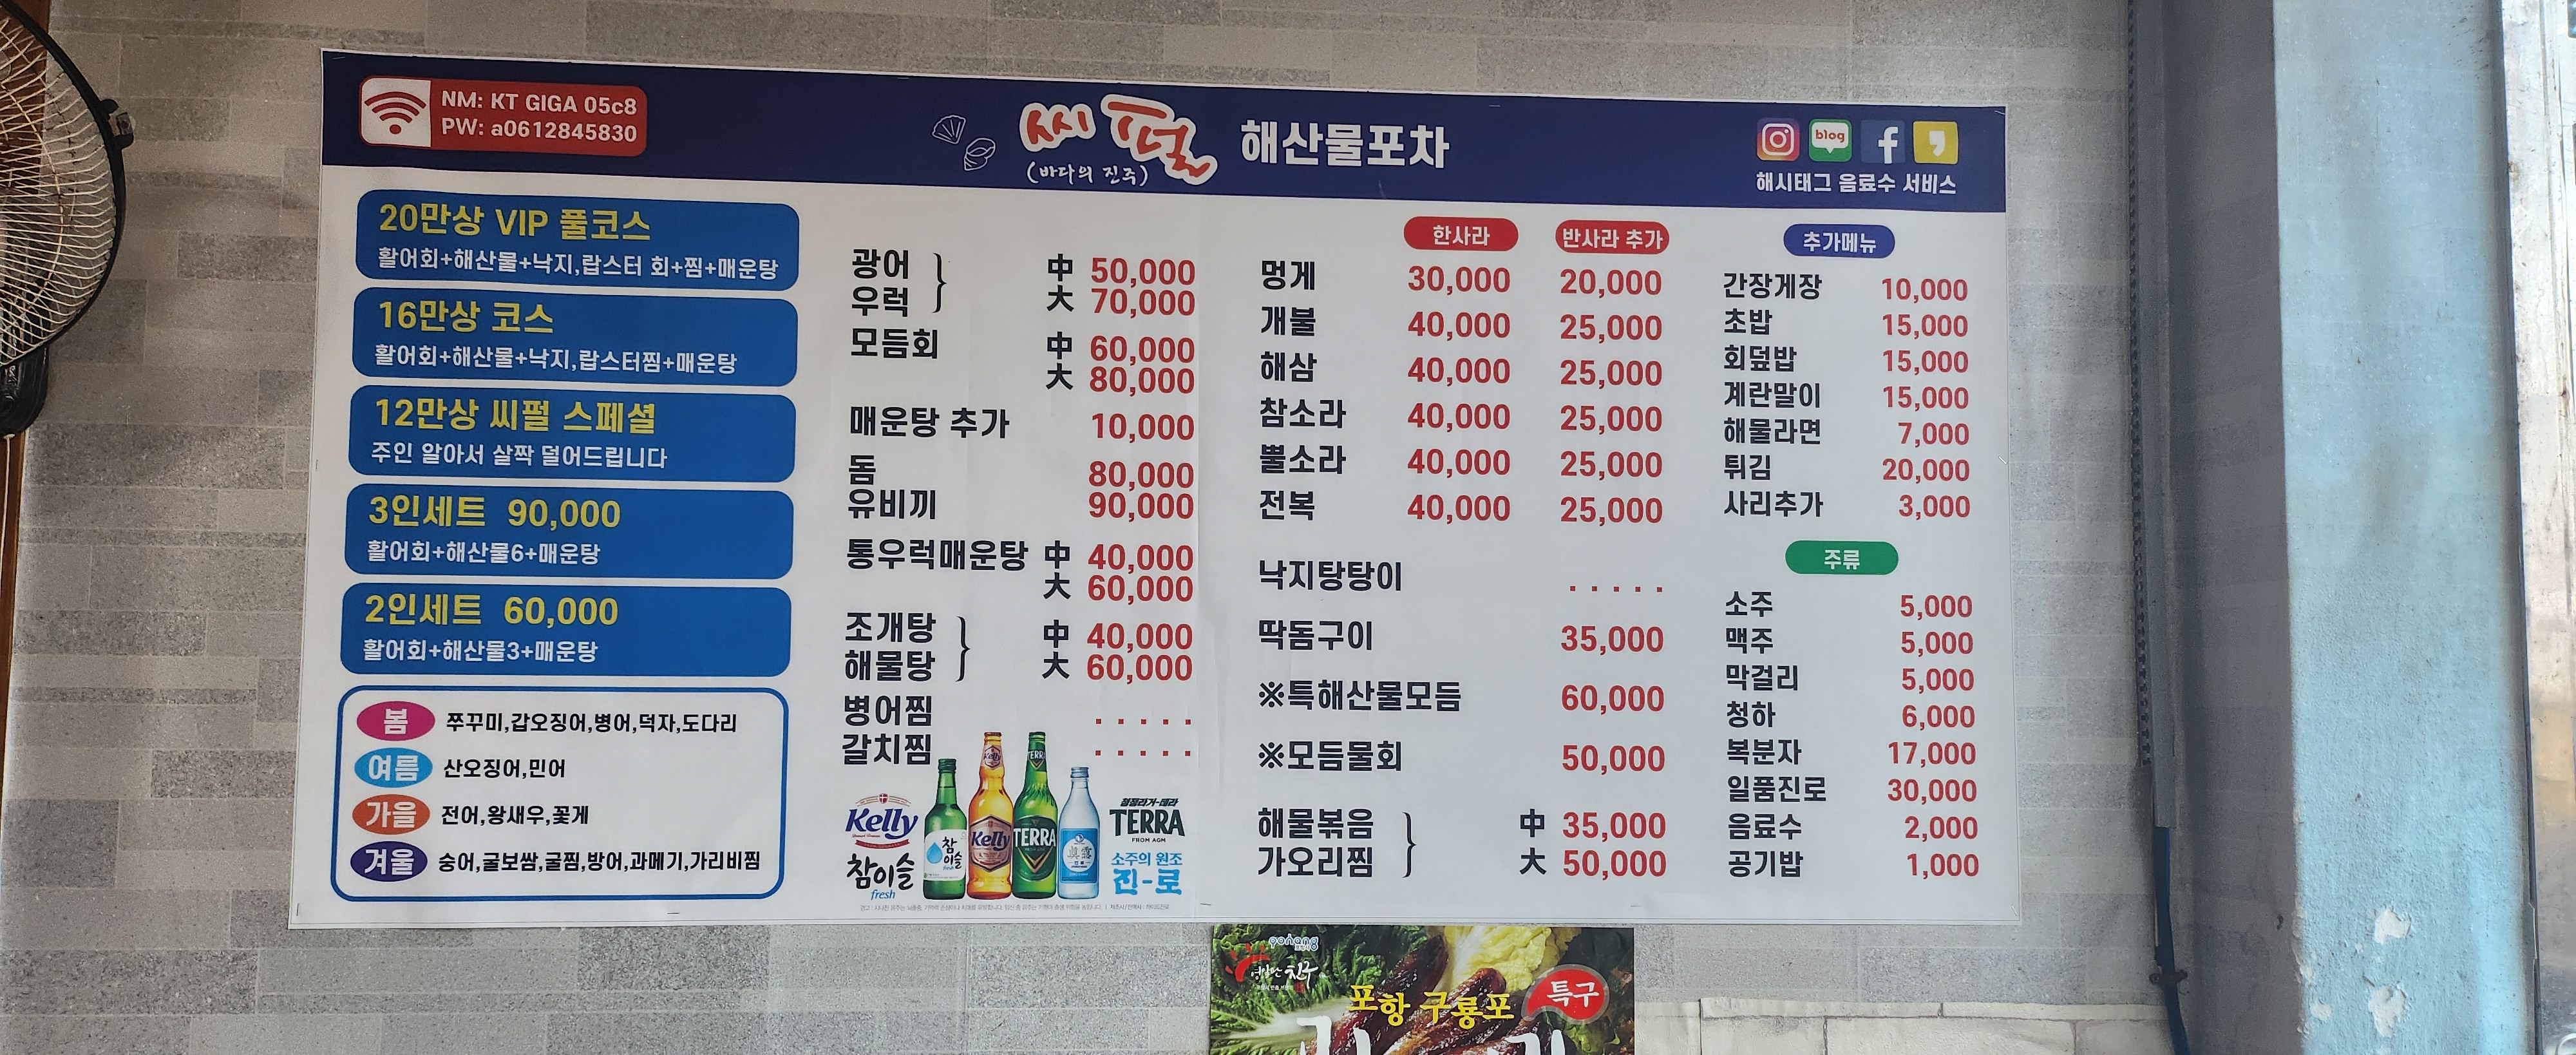 NM: KT GIGA 05c8
PW: a0612845830
씨펄 해산물포차
(바다의 진주)
blog
해시태그 음료수 서비스
20만상 VIP 풀코스
활어회+해산물+낙지,랍스터 회+찜+매운탕
16만상 코스
활어회+해산물+낙지,랍스터찜+매운탕
12만상 씨펄 스페셜
주인 알아서 살짝 덜어드립니다
3인세트 90,000
활어회+해산물6+매운탕
2인세트 60,000
활어회+해산물3+매운탕
봄 쭈꾸미,갑오징어,병어,덕자,도다리
여름 산오징어,민어
가을 전어,왕새우,꽃게
겨울 숭어,굴보쌈,굴찜,방어,과메기,가리비찜
광어 中 50,000
우럭 大 70,000
모듬회 中 60,000
大 80,000
매운탕 추가 10,000
돔 80,000
유비끼 90,000
통우럭매운탕 中 40,000
大 60,000
조개탕 中 40,000
해물탕 大 60,000
병어찜 . . . . .
갈치찜 . . . . .
Kelly
참이슬
fresh
참이슬
Kelly
TERRA
청정라거-테라
TERRA
FROM AGM
소주의 원조
진-로
한사라 반사라 추가
멍게 30,000 20,000
개불 40,000 25,000
해삼 40,000 25,000
참소라 40,000 25,000
뿔소라 40,000 25,000
전복 40,000 25,000
낙지탕탕이 . . . . .
딱돔구이 35,000
※특해산물모듬 60,000
※모듬물회 50,000
해물볶음 中 35,000
가오리찜 大 50,000
추가메뉴
간장게장 10,000
초밥 15,000
회덮밥 15,000
계란말이 15,000
해물라면 7,000
튀김 20,000
사리추가 3,000
주류
소주 5,000
맥주 5,000
막걸리 5,000
청하 6,000
복분자 17,000
일품진로 30,000
음료수 2,000
공기밥 1,000
pohang
포항 구룡포
특구